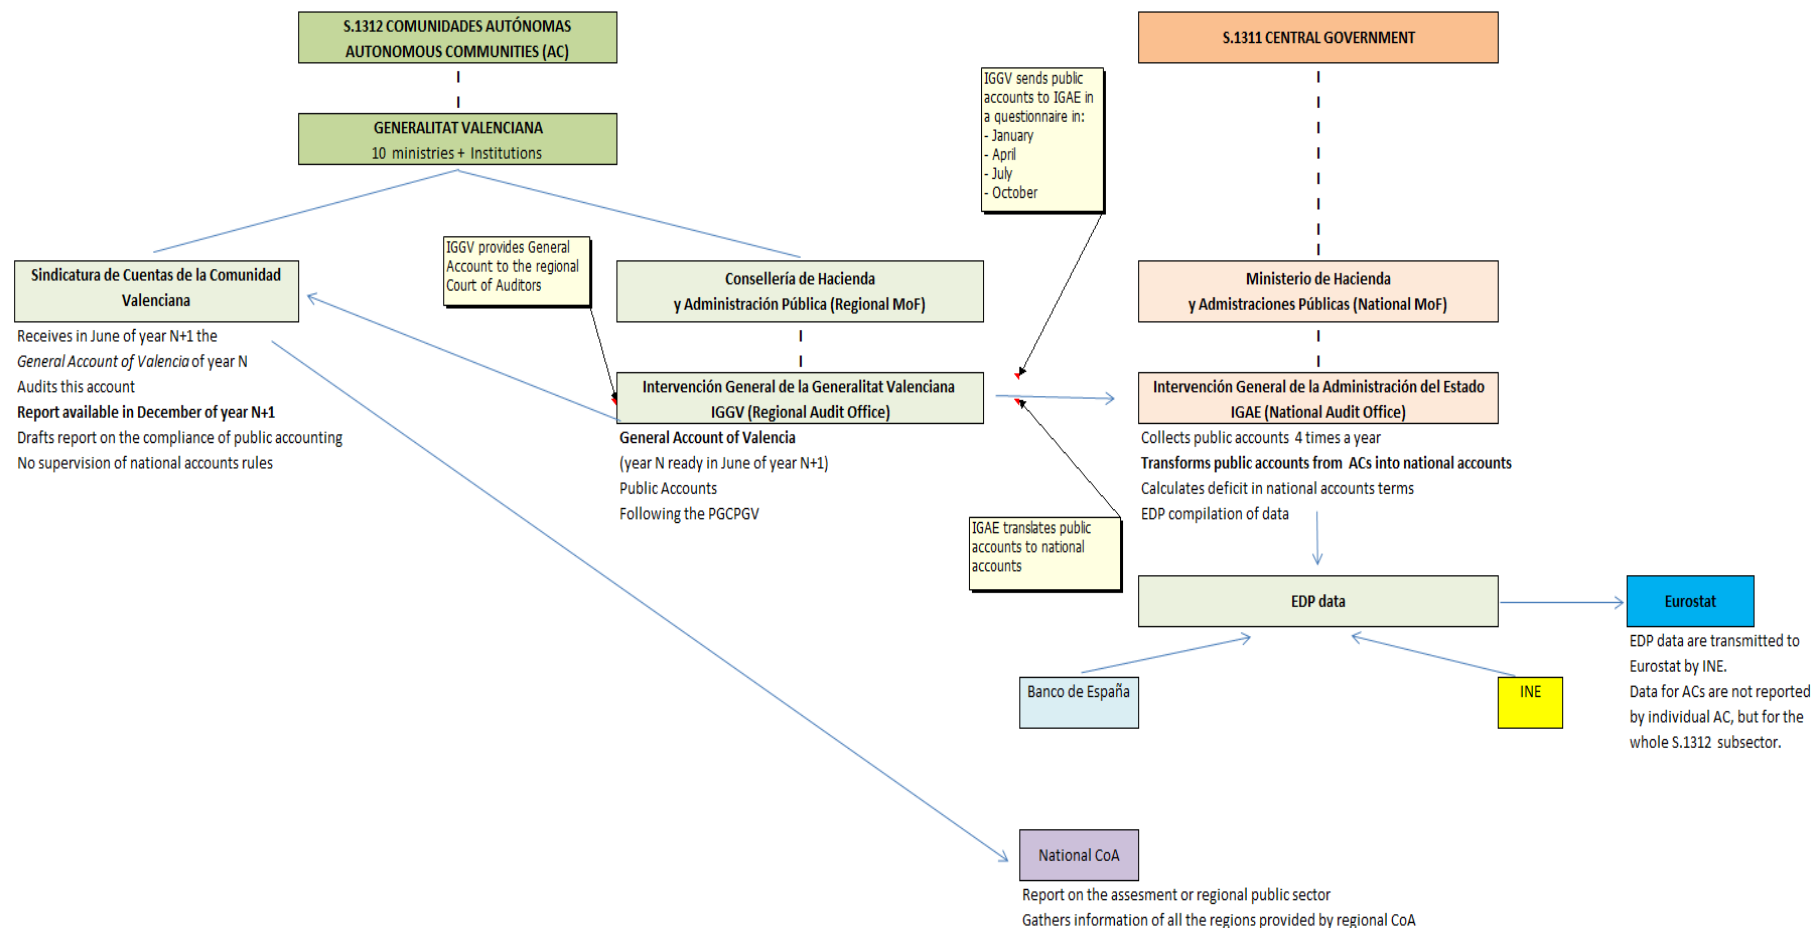 S.1312 COMUNIDADES AUTÓNOMAS
AUTONOMOUS COMMUNITIES (AC)
S.1311 CENTRAL GOVERNMENT
IGGV sends public
accounts to IGAE in
a questionnaire in:
- January
- April
- July
- October
GENERALITAT VALENCIANA
10 ministries + Institutions
IGGV provides General
Account to the regional
Court of Auditors
Sindicatura de Cuentas de la Comunidad
Valenciana
Receives in June of year N+1 the
General Account of Valencia of year N
Audits this account
Report available in December of year N+1
Drafts report on the compliance of public accounting
No supervision of national accounts rules
Consellería de Hacienda
y Administración Pública (Regional MoF)
Intervención General de la Generalitat Valenciana
IGGV (Regional Audit Office)
General Account of Valencia
(year N ready in June of year N+1)
Public Accounts
Following the PGCPGV
Ministerio de Hacienda
y Admistraciones Públicas (National MoF)
Intervención General de la Administración del Estado
IGAE (National Audit Office)
Collects public accounts 4 times a year
Transforms public accounts from ACs into national accounts
Calculates deficit in national accounts terms
EDP compilation of data
IGAE translates public
accounts to national
accounts
EDP data
Eurostat
EDP data are transmitted to
Eurostat by INE.
Data for ACs are not reported
by individual AC, but for the
whole S.1312 subsector.
Banco de España
INE
National CoA
Report on the assesment or regional public sector
Gathers information of all the regions provided by regional CoA